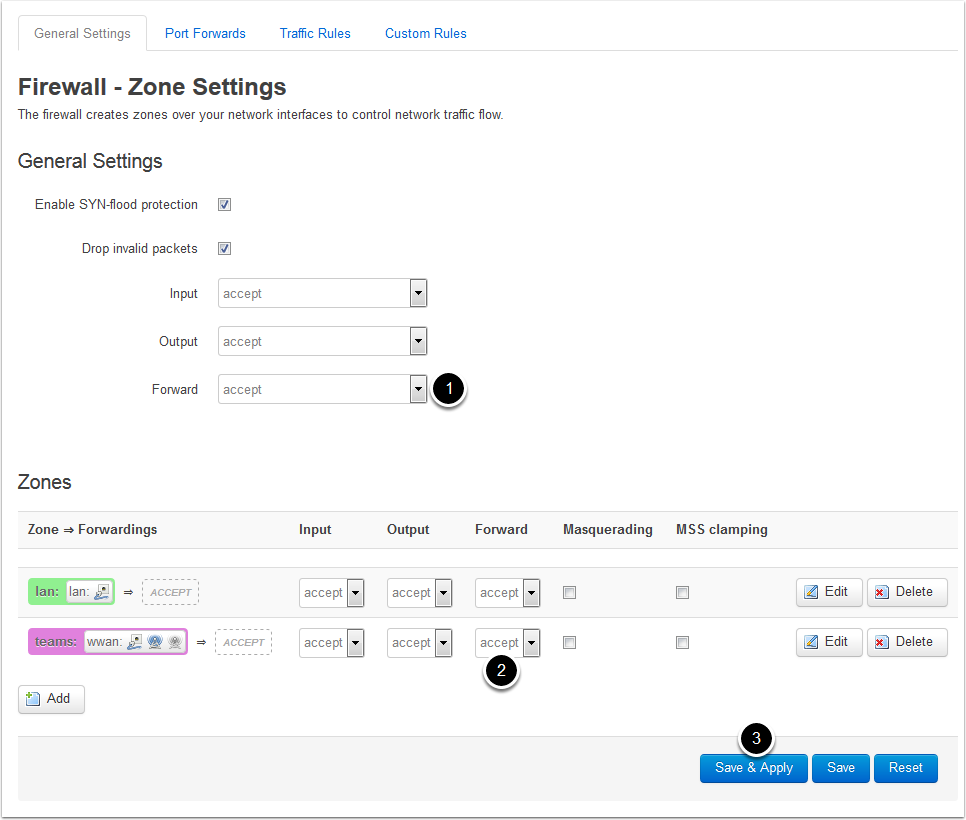 General Settings Port Forwards Traffic Rules Custom Rules
Firewall - Zone Settings
The firewall creates zones over your network interfaces to control network traffic flow.
General Settings
Enable SYN-flood protection
Drop invalid packets
Input accept
Output accept
Forward accept 1
Zones
Zone ⇒ Forwardings Input Output Forward Masquerading MSS clamping
lan: lan: ⇒ ACCEPT accept accept accept Edit Delete
teams: wwan: ⇒ ACCEPT accept accept accept Edit Delete
2
Add
3
Save & Apply Save Reset